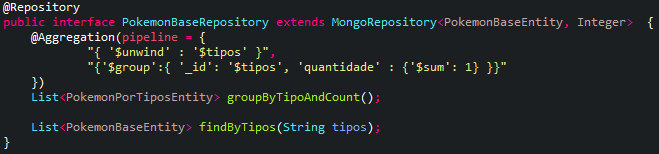 @Repository
public interface PokemonBaseRepository extends MongoRepository<PokemonBaseEntity, Integer> {
    @Aggregation(pipeline = {
            "{ '$unwind' : '$tipos' }",
            "{'$group':{ '_id': '$tipos', 'quantidade' : {'$sum': 1} }}"
    })
    List<PokemonPorTiposEntity> groupByTipoAndCount();

    List<PokemonBaseEntity> findByTipos(String tipos);
}